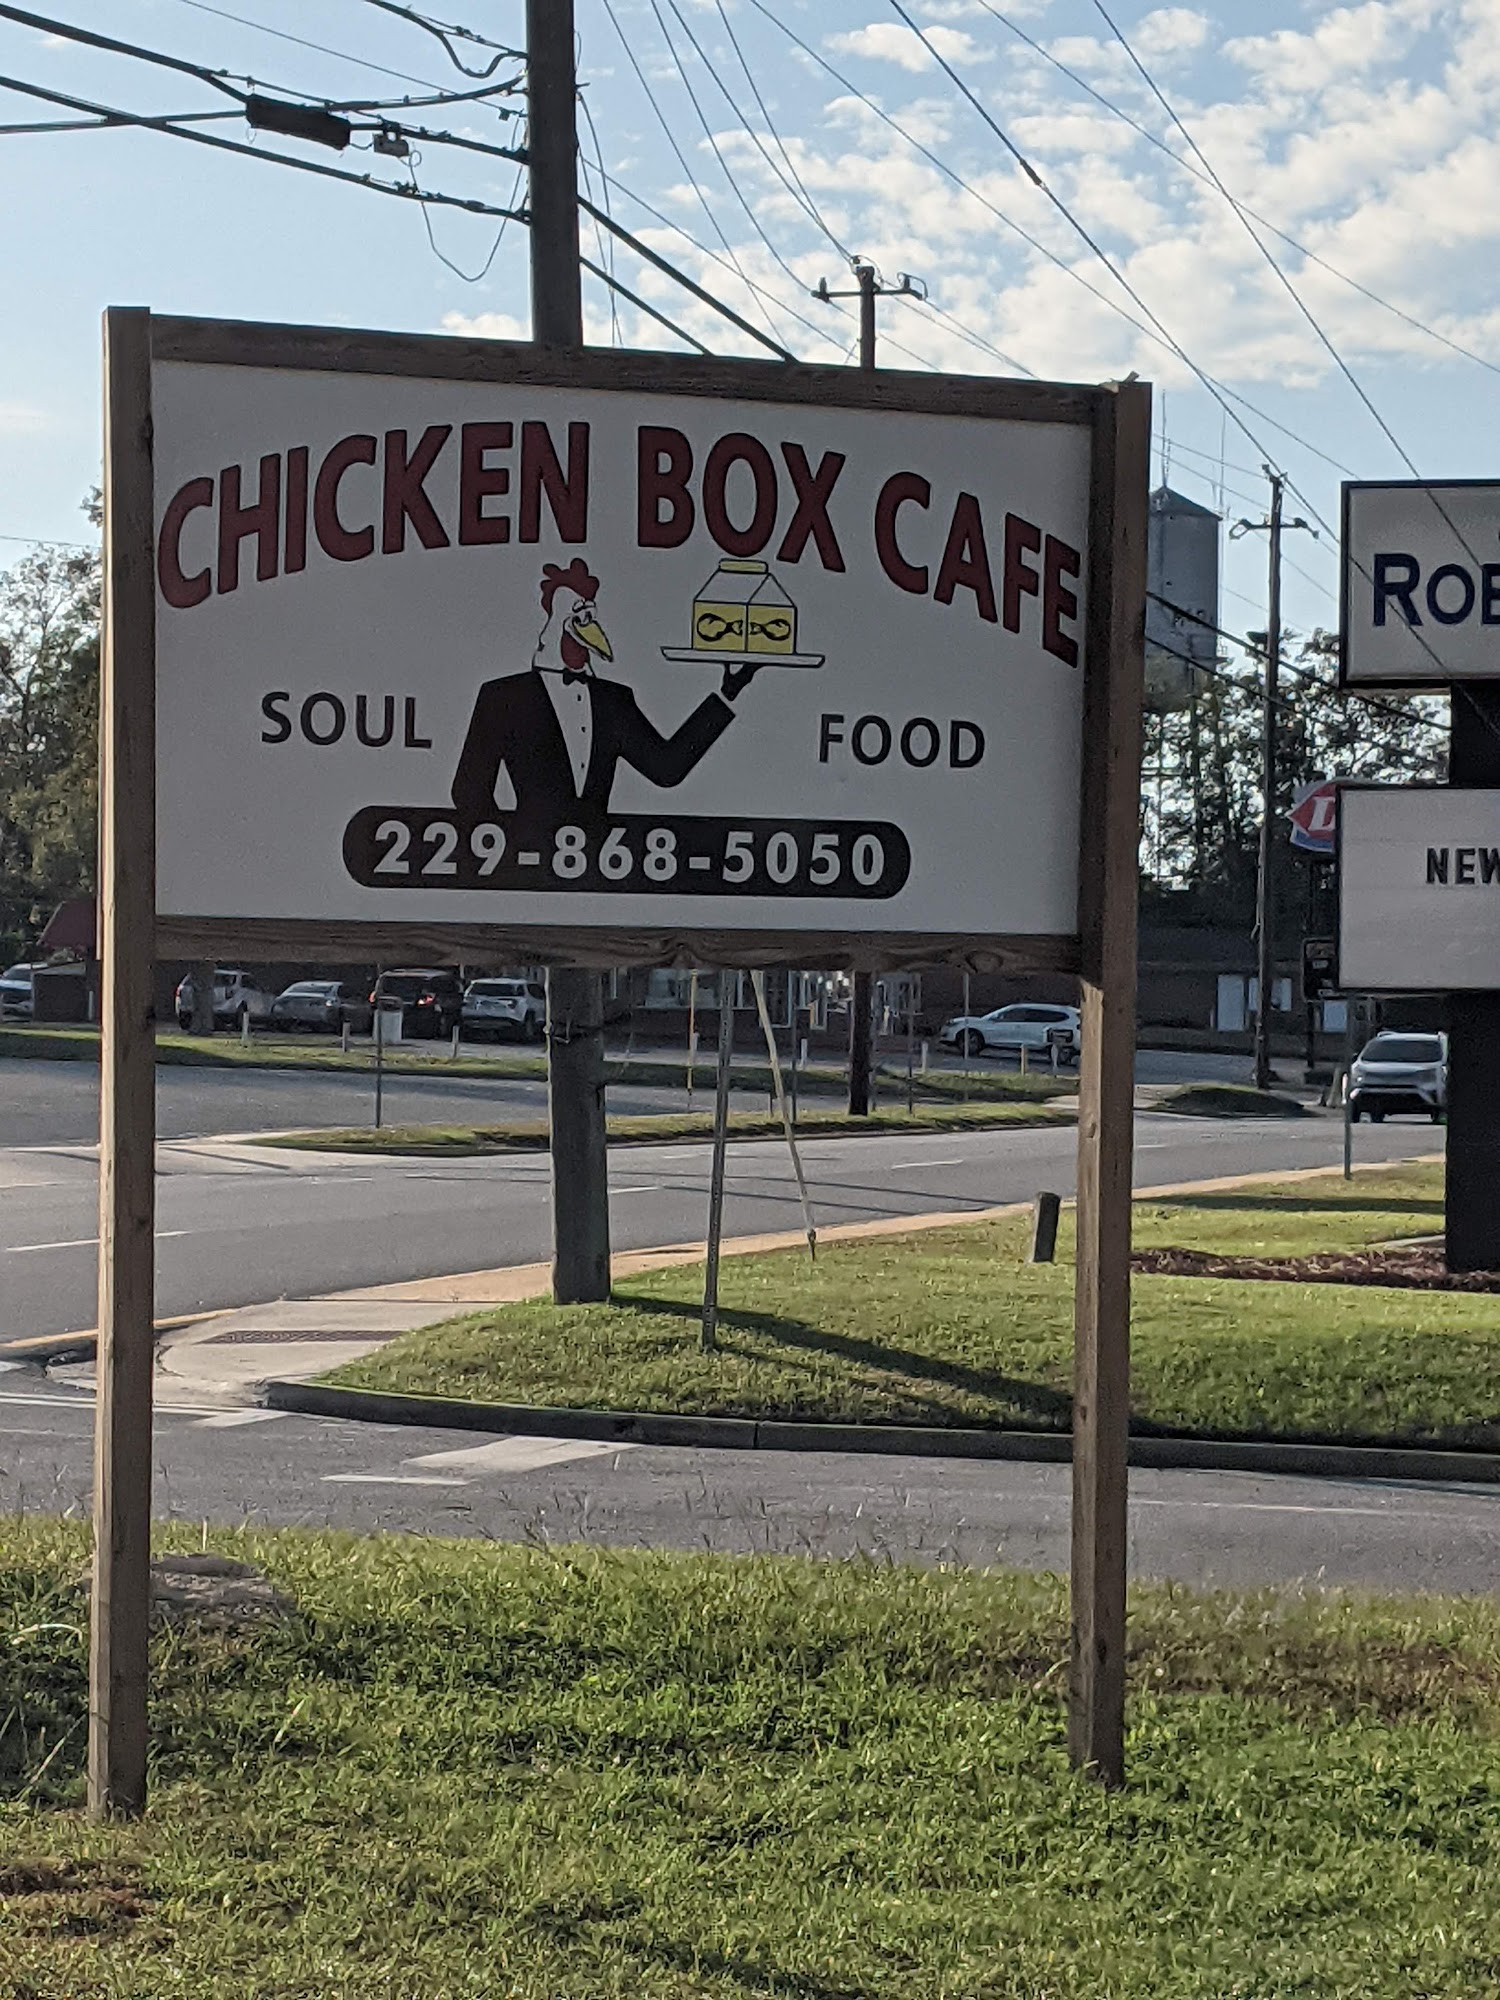 CHICKEN BOX CAFE
SOUL FOOD
229-868-5050
ROB
NEW